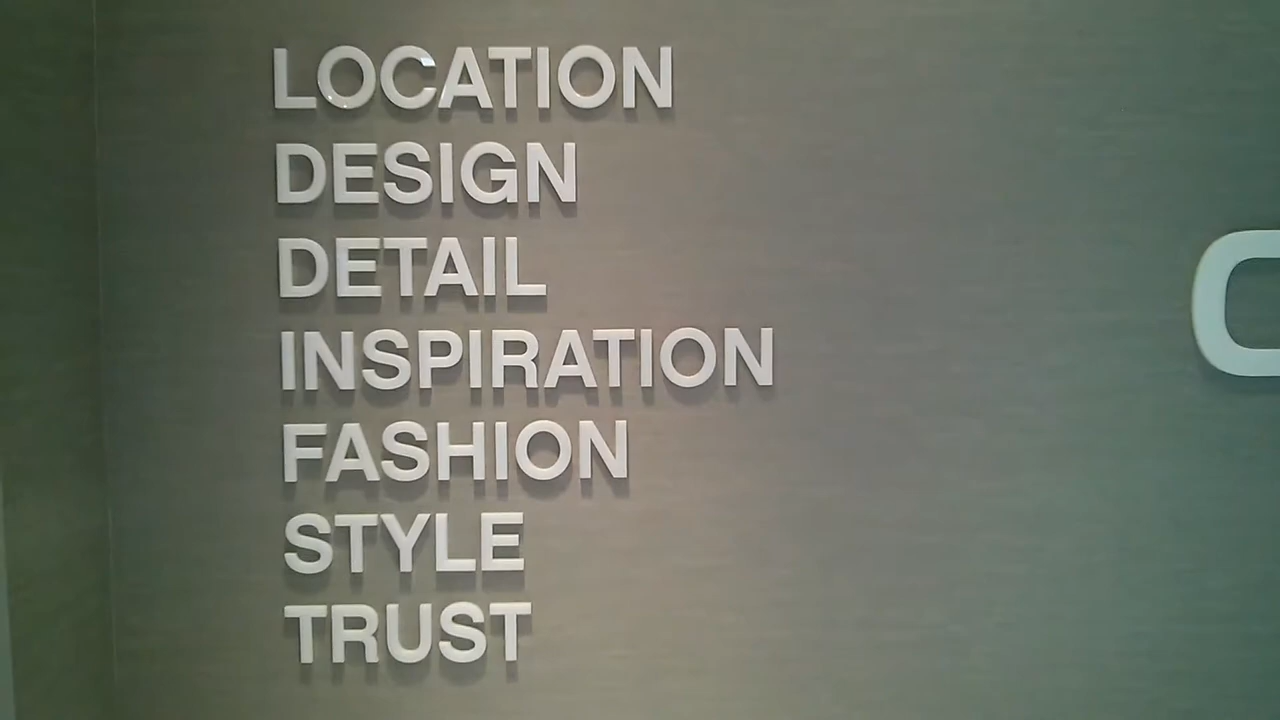 LOCATION
DESIGN
DETAIL
INSPIRATION
FASHION
STYLE
TRUST